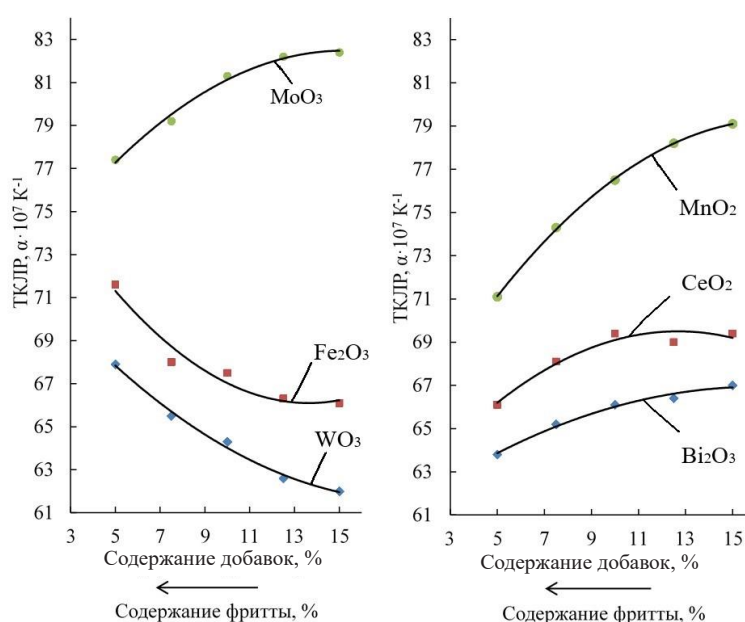 ТКЛР, α·10⁷ К⁻¹
83
81
79
77
75
73
71
69
67
65
63
61
3 5 7 9 11 13 15
MoO₃
Fe₂O₃
WO₃
Содержание добавок, %
Содержание фритты, %
ТКЛР, α·10⁷ К⁻¹
83
81
79
77
75
73
71
69
67
65
63
61
3 5 7 9 11 13 15
MnO₂
CeO₂
Bi₂O₃
Содержание добавок, %
Содержание фритты, %